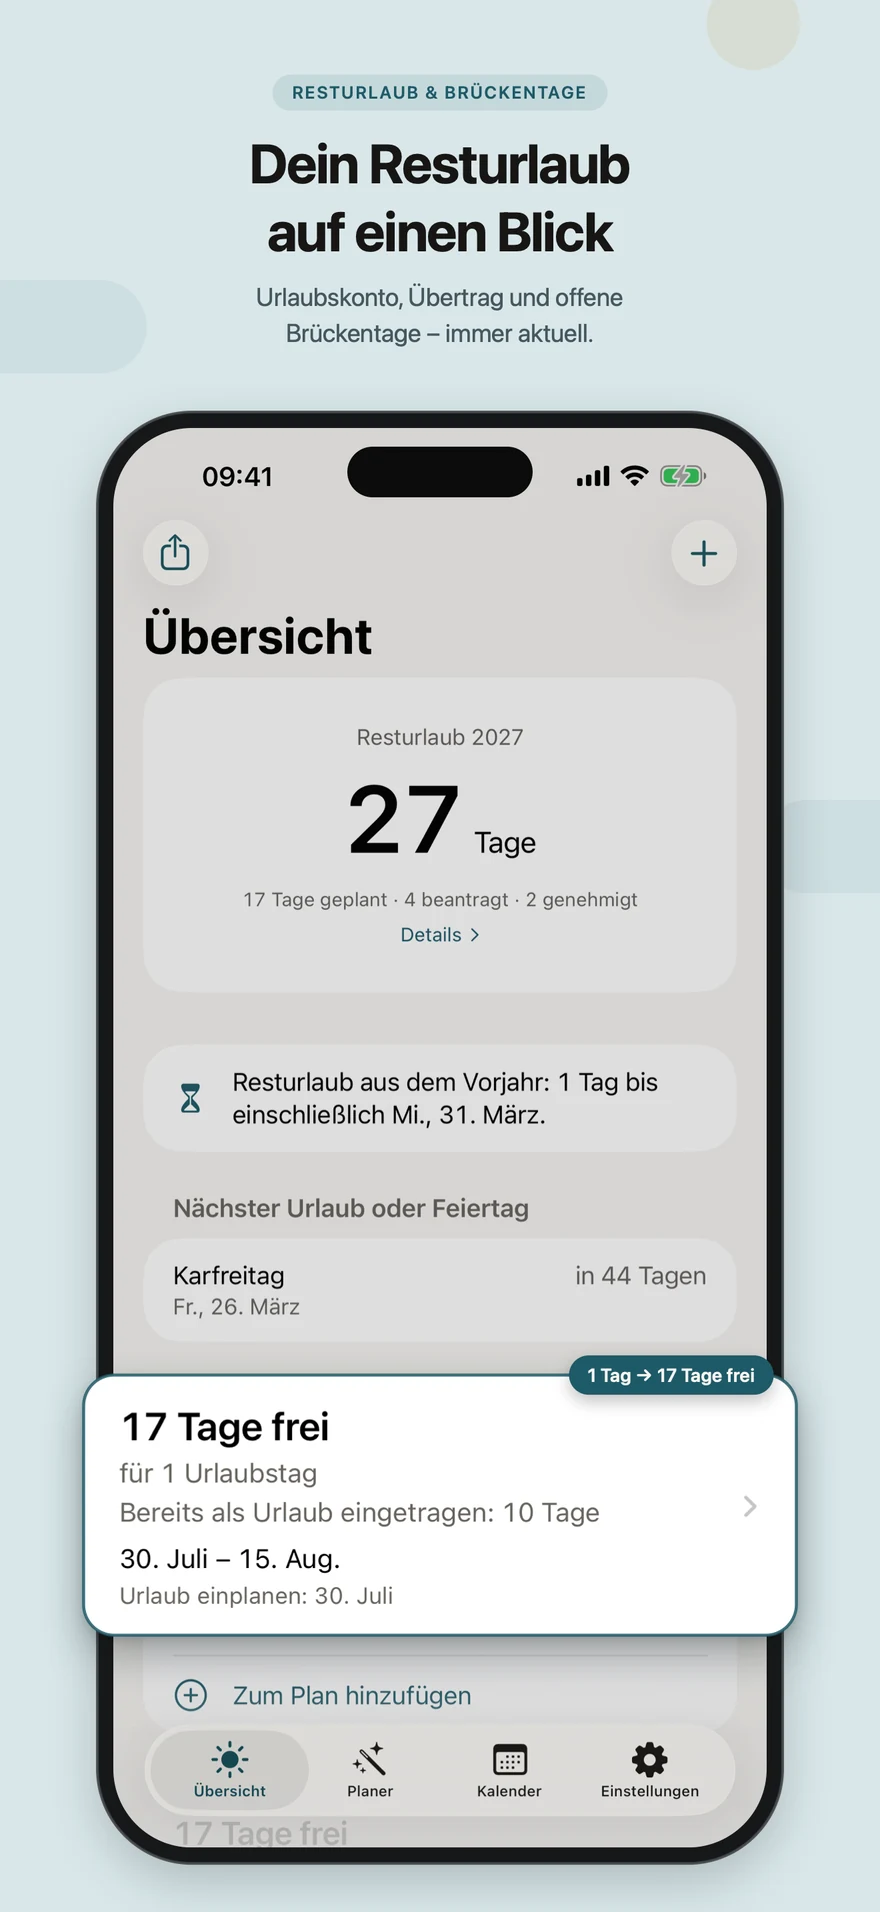 RESTURLAUB & BRÜCKENTAGE
Dein Resturlaub
auf einen Blick
Urlaubskonto, Übertrag und offene
Brückentage – immer aktuell.
09:41
Übersicht
Resturlaub 2027
27 Tage
17 Tage geplant · 4 beantragt · 2 genehmigt
Details
Resturlaub aus dem Vorjahr: 1 Tag bis
einschließlich Mi., 31. März.
Nächster Urlaub oder Feiertag
Karfreitag
in 44 Tagen
Fr., 26. März
1 Tag → 17 Tage frei
17 Tage frei
für 1 Urlaubstag
Bereits als Urlaub eingetragen: 10 Tage
30. Juli – 15. Aug.
Urlaub einplanen: 30. Juli
Zum Plan hinzufügen
Übersicht
Planer
Kalender
Einstellungen
17 Tage frei